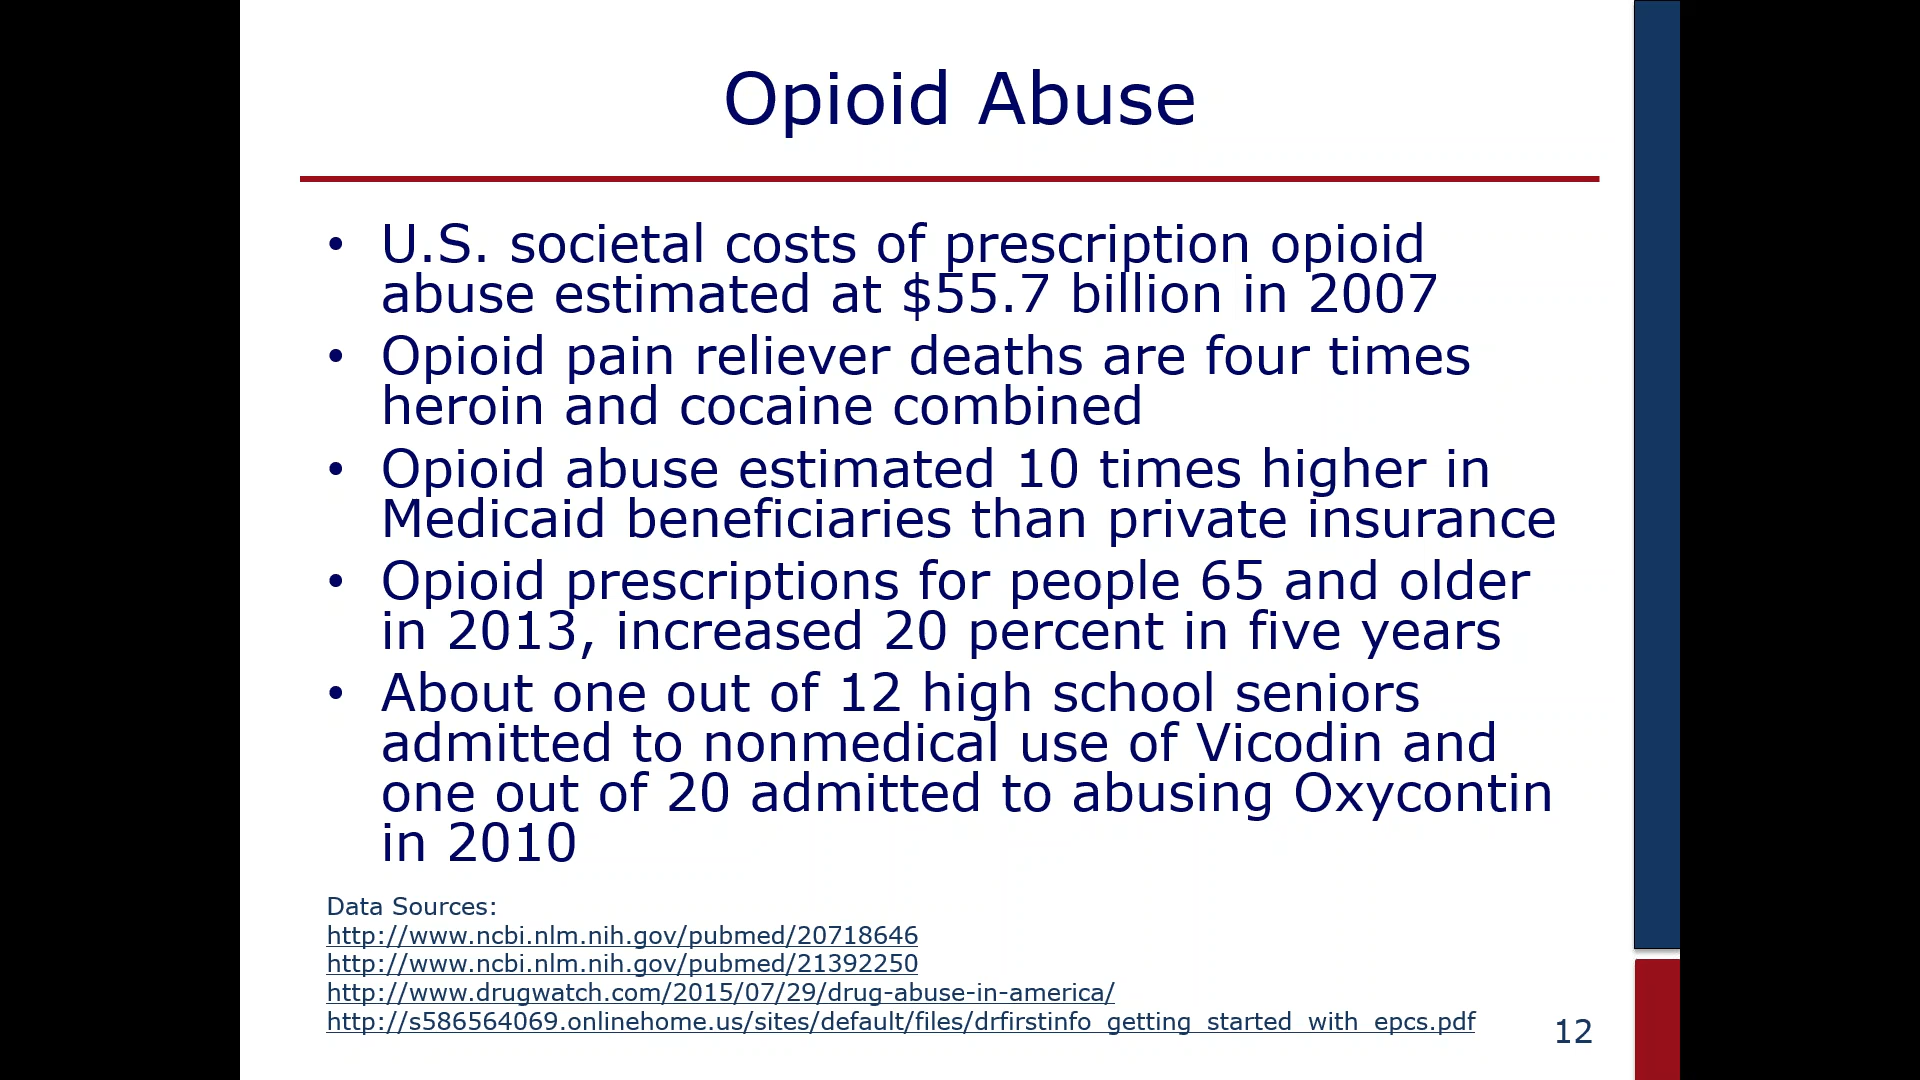 Opioid Abuse
• U.S. societal costs of prescription opioid
abuse estimated at $55.7 billion in 2007
• Opioid pain reliever deaths are four times
heroin and cocaine combined
• Opioid abuse estimated 10 times higher in
Medicaid beneficiaries than private insurance
• Opioid prescriptions for people 65 and older
in 2013, increased 20 percent in five years
• About one out of 12 high school seniors
admitted to nonmedical use of Vicodin and
one out of 20 admitted to abusing Oxycontin
in 2010
Data Sources:
http://www.ncbi.nlm.nih.gov/pubmed/20718646
http://www.ncbi.nlm.nih.gov/pubmed/21392250
http://www.drugwatch.com/2015/07/29/drug-abuse-in-america/
http://s586564069.onlinehome.us/sites/default/files/drfirstinfo_getting_started_with_epcs.pdf
12